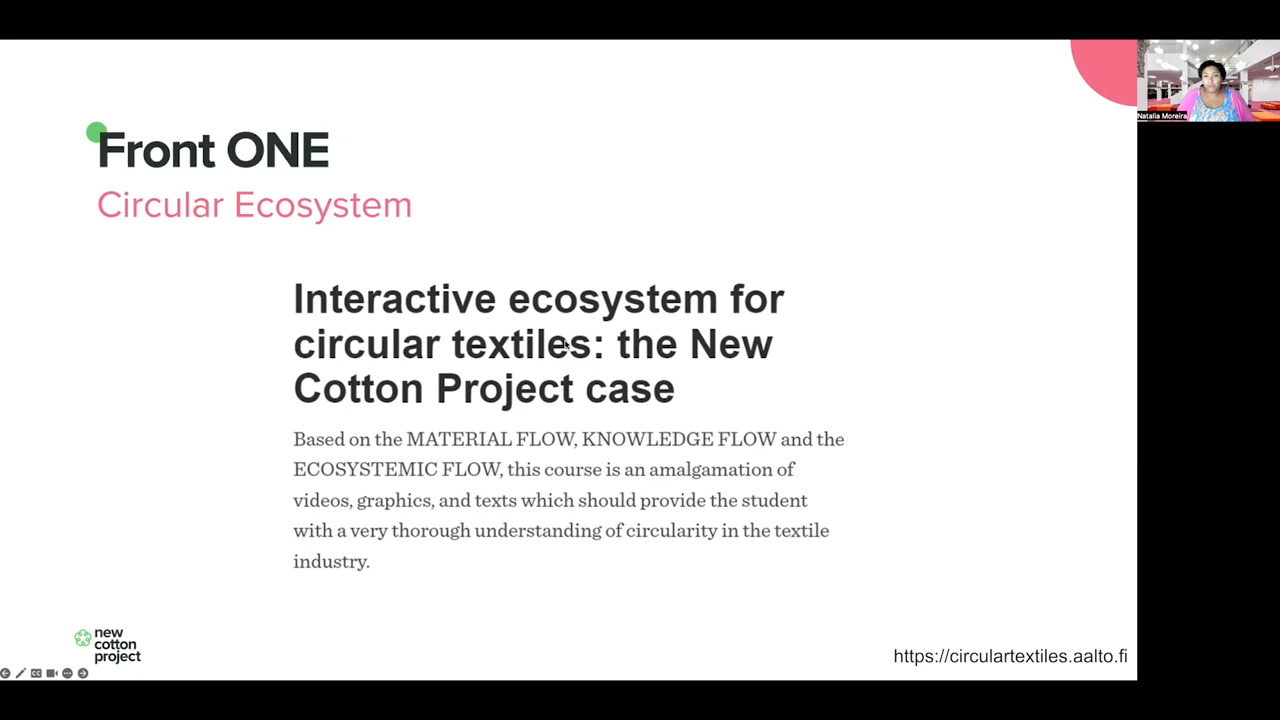 Front ONE
Circular Ecosystem
Interactive ecosystem for
circular textiles: the New
Cotton Project case
Based on the MATERIAL FLOW, KNOWLEDGE FLOW and the
ECOSYSTEMIC FLOW, this course is an amalgamation of
videos, graphics, and texts which should provide the student
with a very thorough understanding of circularity in the textile
industry.
new
cotton
project
https://circulartextiles.aalto.fi
Natalia Moreira